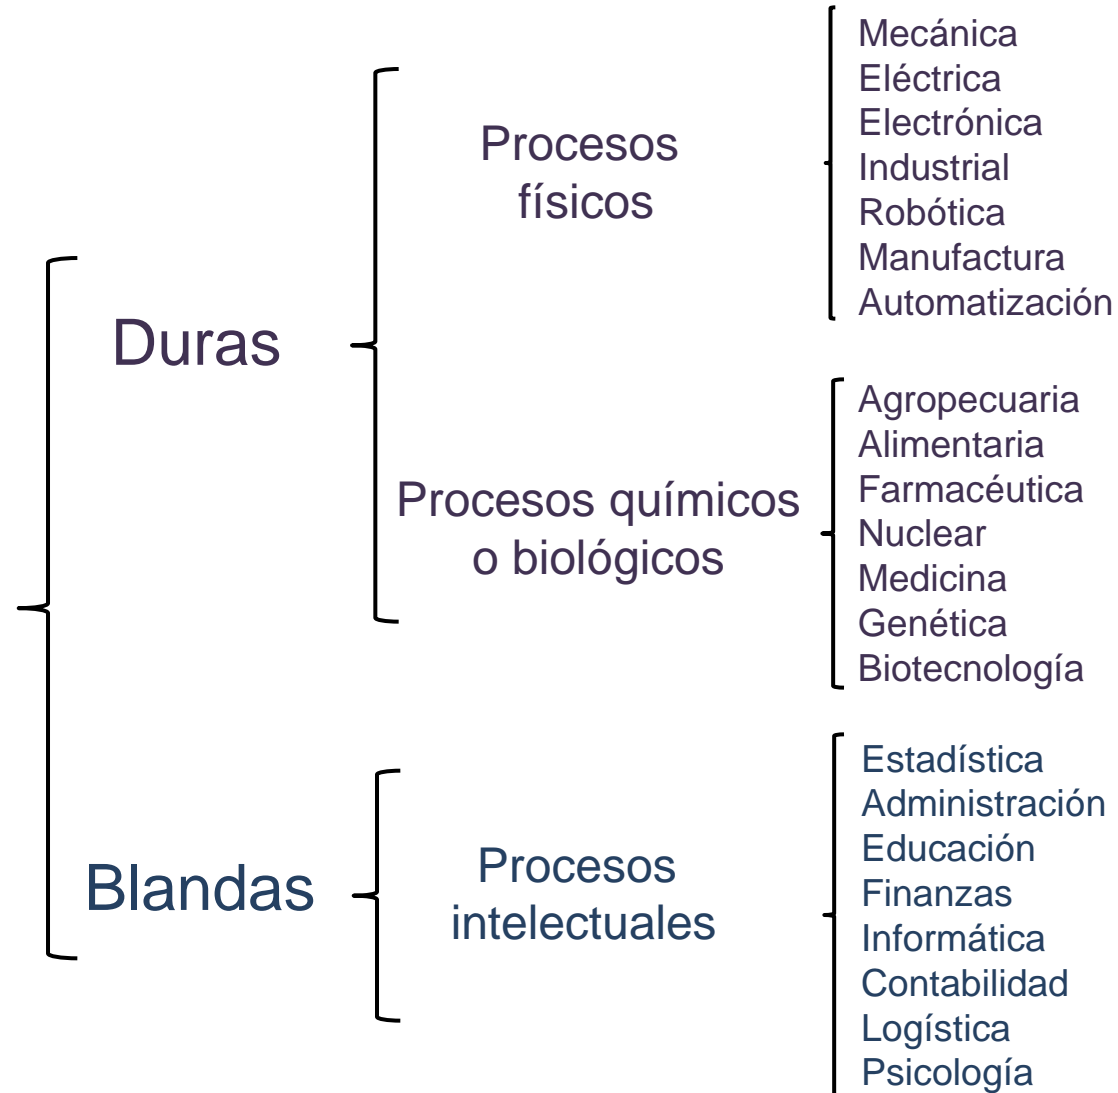 Duras
Procesos
físicos
Mecánica
Eléctrica
Electrónica
Industrial
Robótica
Manufactura
Automatización
Procesos químicos
o biológicos
Agropecuaria
Alimentaria
Farmacéutica
Nuclear
Medicina
Genética
Biotecnología
Blandas
Procesos
intelectuales
Estadística
Administración
Educación
Finanzas
Informática
Contabilidad
Logística
Psicología